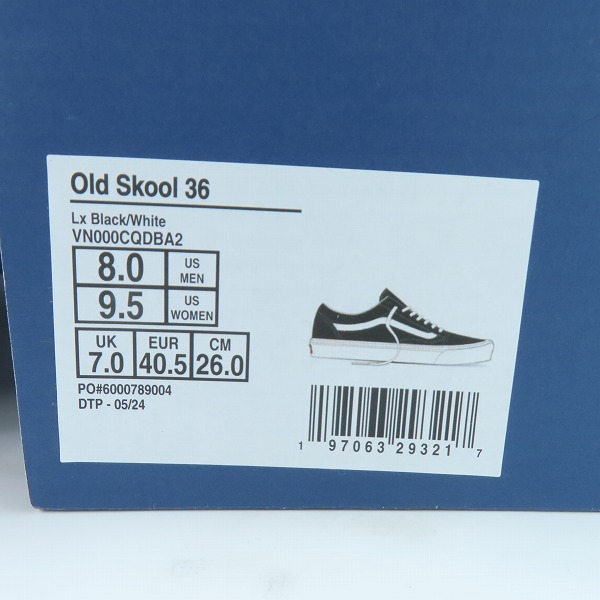 Old Skool 36
Lx Black/White
VN000CQDBA2
8.0 US MEN
9.5 US WOMEN
UK EUR CM
7.0 40.5 26.0
PO#6000789004
DTP - 05/24
1 97063 29321 7